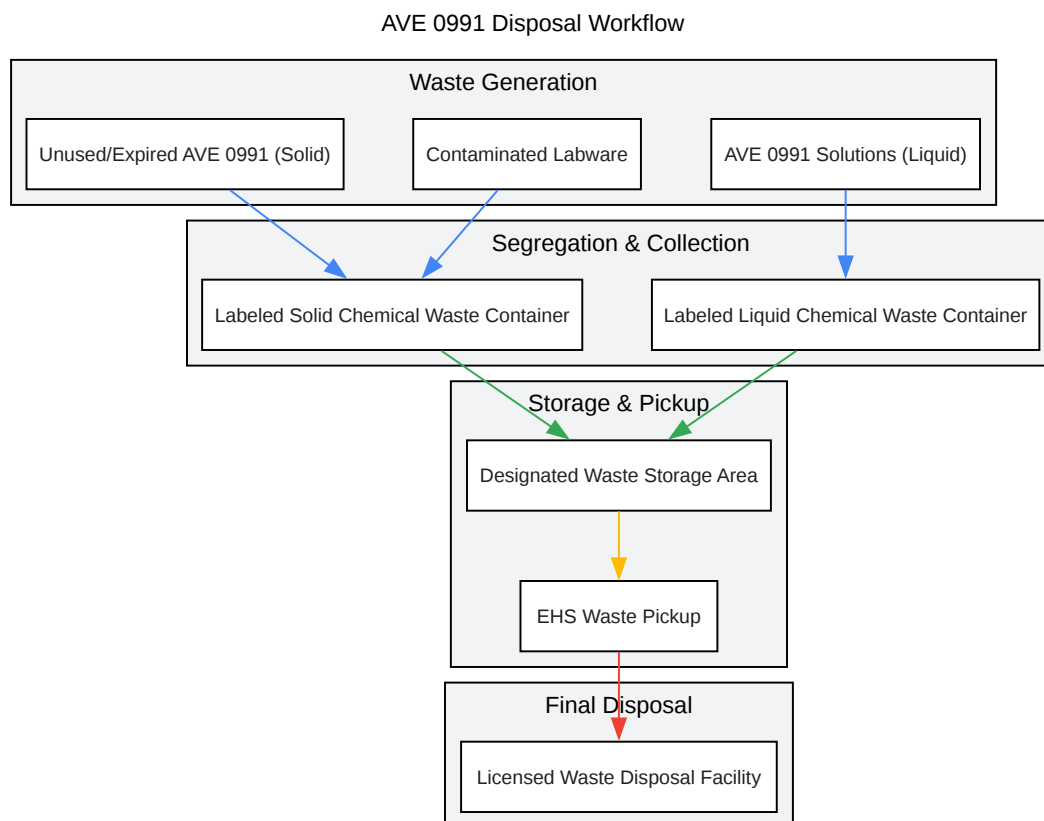 AVE 0991 Disposal Workflow
Waste Generation
Unused/Expired AVE 0991 (Solid)
Contaminated Labware
AVE 0991 Solutions (Liquid)
Segregation & Collection
Labeled Solid Chemical Waste Container
Labeled Liquid Chemical Waste Container
Storage & Pickup
Designated Waste Storage Area
EHS Waste Pickup
Final Disposal
Licensed Waste Disposal Facility